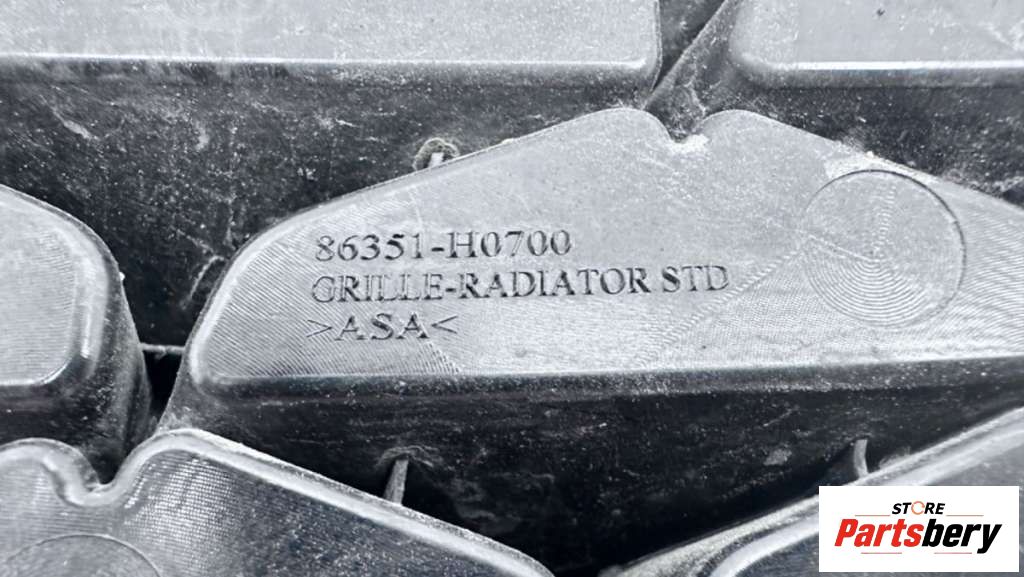 86351-H0700
GRILLE-RADIATOR STD
>ASA<
STORE
Partsbery